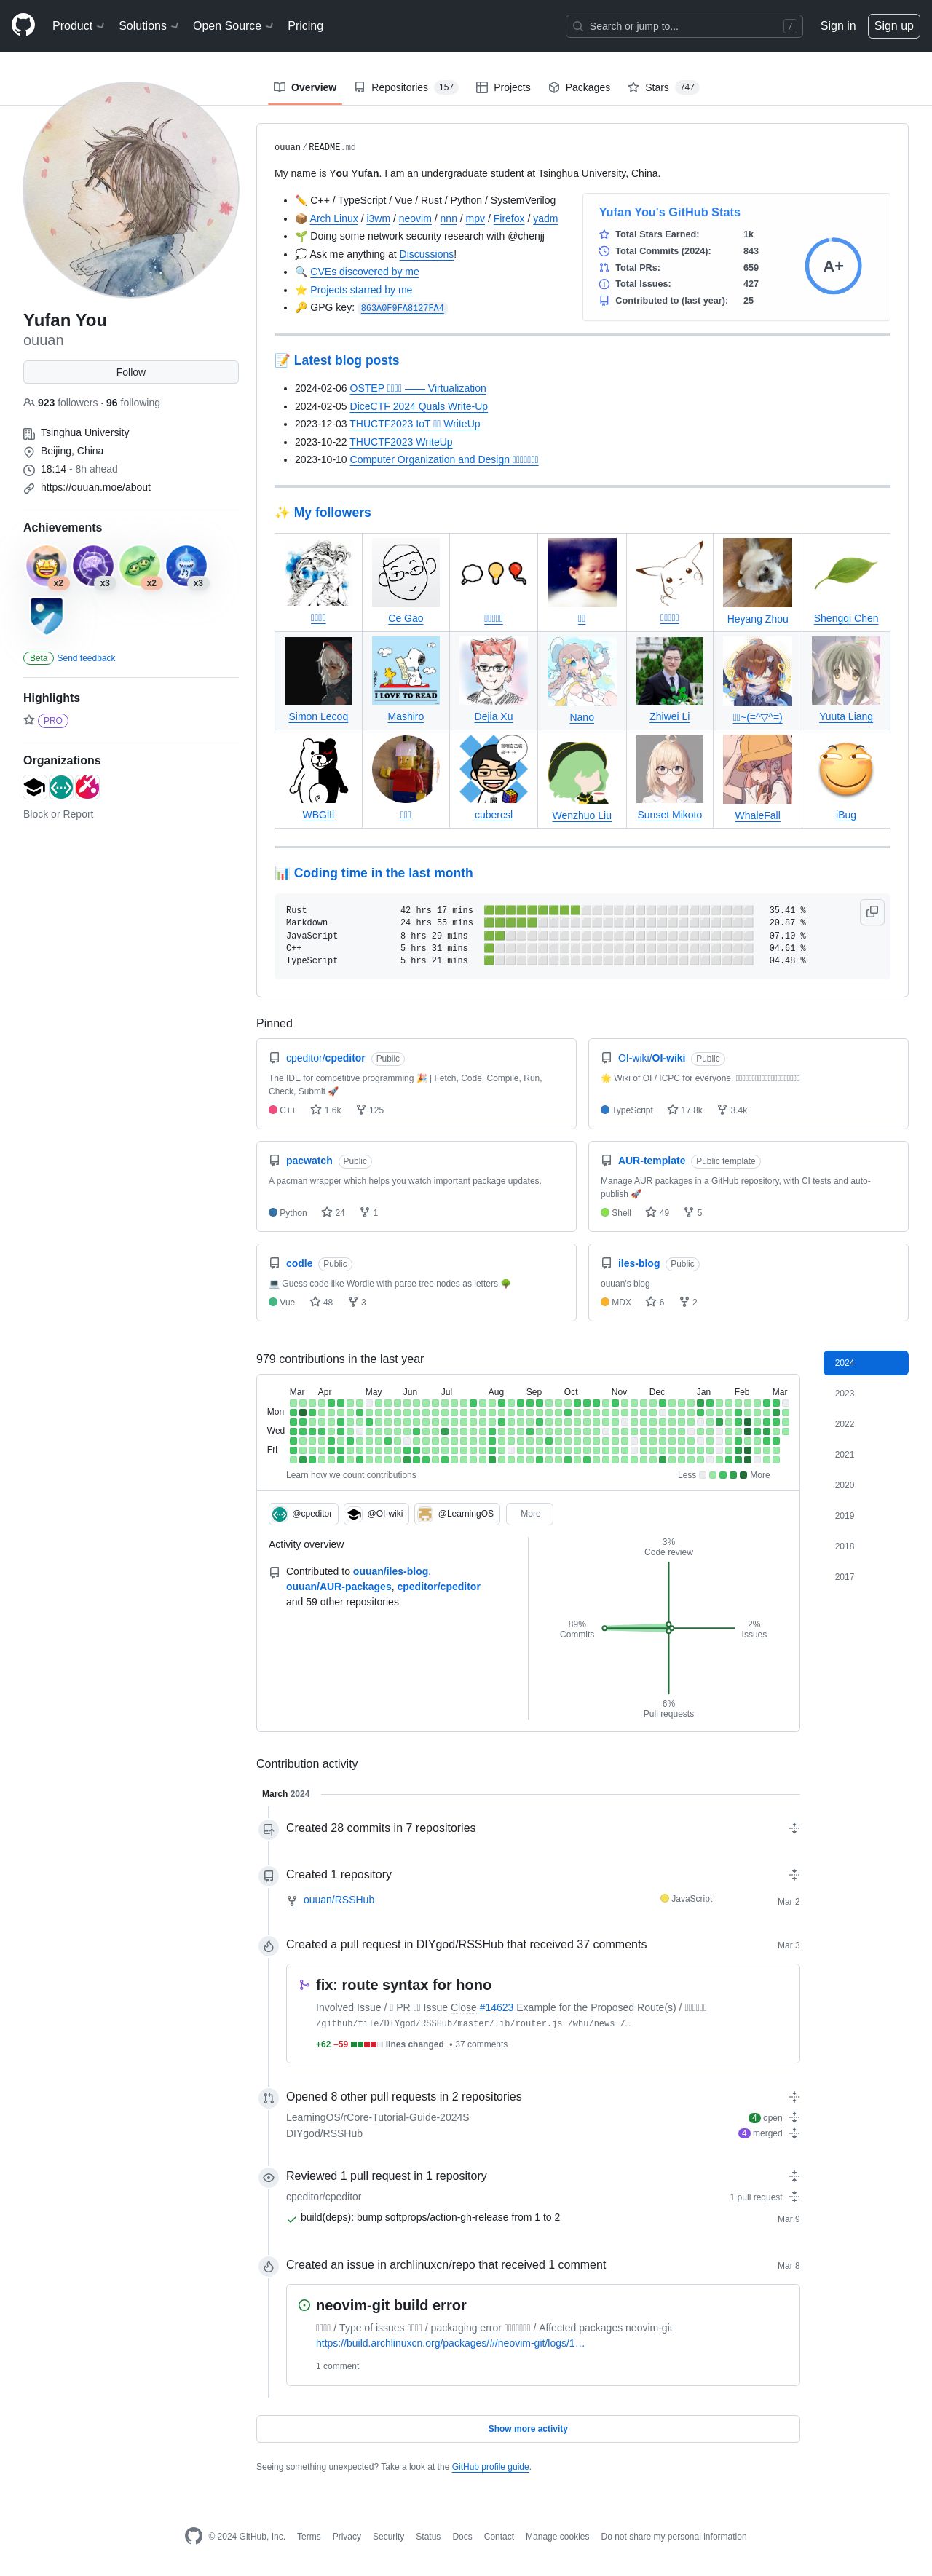 Product Solutions Open Source Pricing Search or jump to... / Sign in Sign up
Overview Repositories 157 Projects Packages Stars 747
Yufan You
ouuan
Follow
923 followers · 96 following
Tsinghua University
Beijing, China
18:14 - 8h ahead
https://ouuan.moe/about
Achievements
x2 x3 x2 x3
Beta Send feedback
Highlights
PRO
Organizations
Block or Report
ouuan / README.md
My name is You Yufan. I am an undergraduate student at Tsinghua University, China.
C++ / TypeScript / Vue / Rust / Python / SystemVerilog
Arch Linux / i3wm / neovim / nnn / mpv / Firefox / yadm
Doing some network security research with @chenjj
Ask me anything at Discussions!
CVEs discovered by me
Projects starred by me
GPG key: 863A0F9FA8127FA4
Yufan You's GitHub Stats
Total Stars Earned: 1k
Total Commits (2024): 843
Total PRs: 659
Total Issues: 427
Contributed to (last year): 25
A+
Latest blog posts
2024-02-06 OSTEP —— Virtualization
2024-02-05 DiceCTF 2024 Quals Write-Up
2023-12-03 THUCTF2023 IoT WriteUp
2023-10-22 THUCTF2023 WriteUp
2023-10-10 Computer Organization and Design
My followers
Ce Gao Heyang Zhou Shengqi Chen
I LOVE TO READ
Simon Lecoq Mashiro Dejia Xu Nano Zhiwei Li ~(=^▽^=) Yuuta Liang
WBGlIl cubercsl Wenzhuo Liu Sunset Mikoto WhaleFall iBug
Coding time in the last month
Rust 42 hrs 17 mins 35.41 %
Markdown 24 hrs 55 mins 20.87 %
JavaScript 8 hrs 29 mins 07.10 %
C++ 5 hrs 31 mins 04.61 %
TypeScript 5 hrs 21 mins 04.48 %
Pinned
cpeditor/cpeditor Public
The IDE for competitive programming 🎉 | Fetch, Code, Compile, Run,
Check, Submit 🚀
C++ 1.6k 125
OI-wiki/OI-wiki Public
🌟 Wiki of OI / ICPC for everyone.
TypeScript 17.8k 3.4k
pacwatch Public
A pacman wrapper which helps you watch important package updates.
Python 24 1
AUR-template Public template
Manage AUR packages in a GitHub repository, with CI tests and auto-
publish 🚀
Shell 49 5
codle Public
💻 Guess code like Wordle with parse tree nodes as letters 🌳
Vue 48 3
iles-blog Public
ouuan's blog
MDX 6 2
979 contributions in the last year
2024
2023
2022
2021
2020
2019
2018
2017
Mar Apr May Jun Jul Aug Sep Oct Nov Dec Jan Feb Mar
Mon
Wed
Fri
Learn how we count contributions Less More
@cpeditor @OI-wiki @LearningOS More
Activity overview
Contributed to ouuan/iles-blog,
ouuan/AUR-packages, cpeditor/cpeditor
and 59 other repositories
3%
Code review
89%
Commits
2%
Issues
6%
Pull requests
Contribution activity
March 2024
Created 28 commits in 7 repositories
Created 1 repository
ouuan/RSSHub JavaScript Mar 2
Created a pull request in DIYgod/RSSHub that received 37 comments Mar 3
fix: route syntax for hono
Involved Issue / PR Issue Close #14623 Example for the Proposed Route(s) /
/github/file/DIYgod/RSSHub/master/lib/router.js /whu/news /…
+62 −59 lines changed • 37 comments
Opened 8 other pull requests in 2 repositories
LearningOS/rCore-Tutorial-Guide-2024S 4 open
DIYgod/RSSHub 4 merged
Reviewed 1 pull request in 1 repository
cpeditor/cpeditor 1 pull request
build(deps): bump softprops/action-gh-release from 1 to 2 Mar 9
Created an issue in archlinuxcn/repo that received 1 comment Mar 8
neovim-git build error
/ Type of issues / packaging error / Affected packages neovim-git
https://build.archlinuxcn.org/packages/#/neovim-git/logs/1…
1 comment
Show more activity
Seeing something unexpected? Take a look at the GitHub profile guide.
© 2024 GitHub, Inc. Terms Privacy Security Status Docs Contact Manage cookies Do not share my personal information